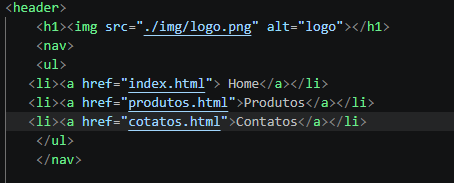 <header>
<h1><img src="./img/logo.png" alt="logo"></h1>
<nav>
<ul>
<li><a href="index.html"> Home</a></li>
<li><a href="produtos.html">Produtos</a></li>
<li><a href="cotatos.html">Contatos</a></li>
</ul>
</nav>